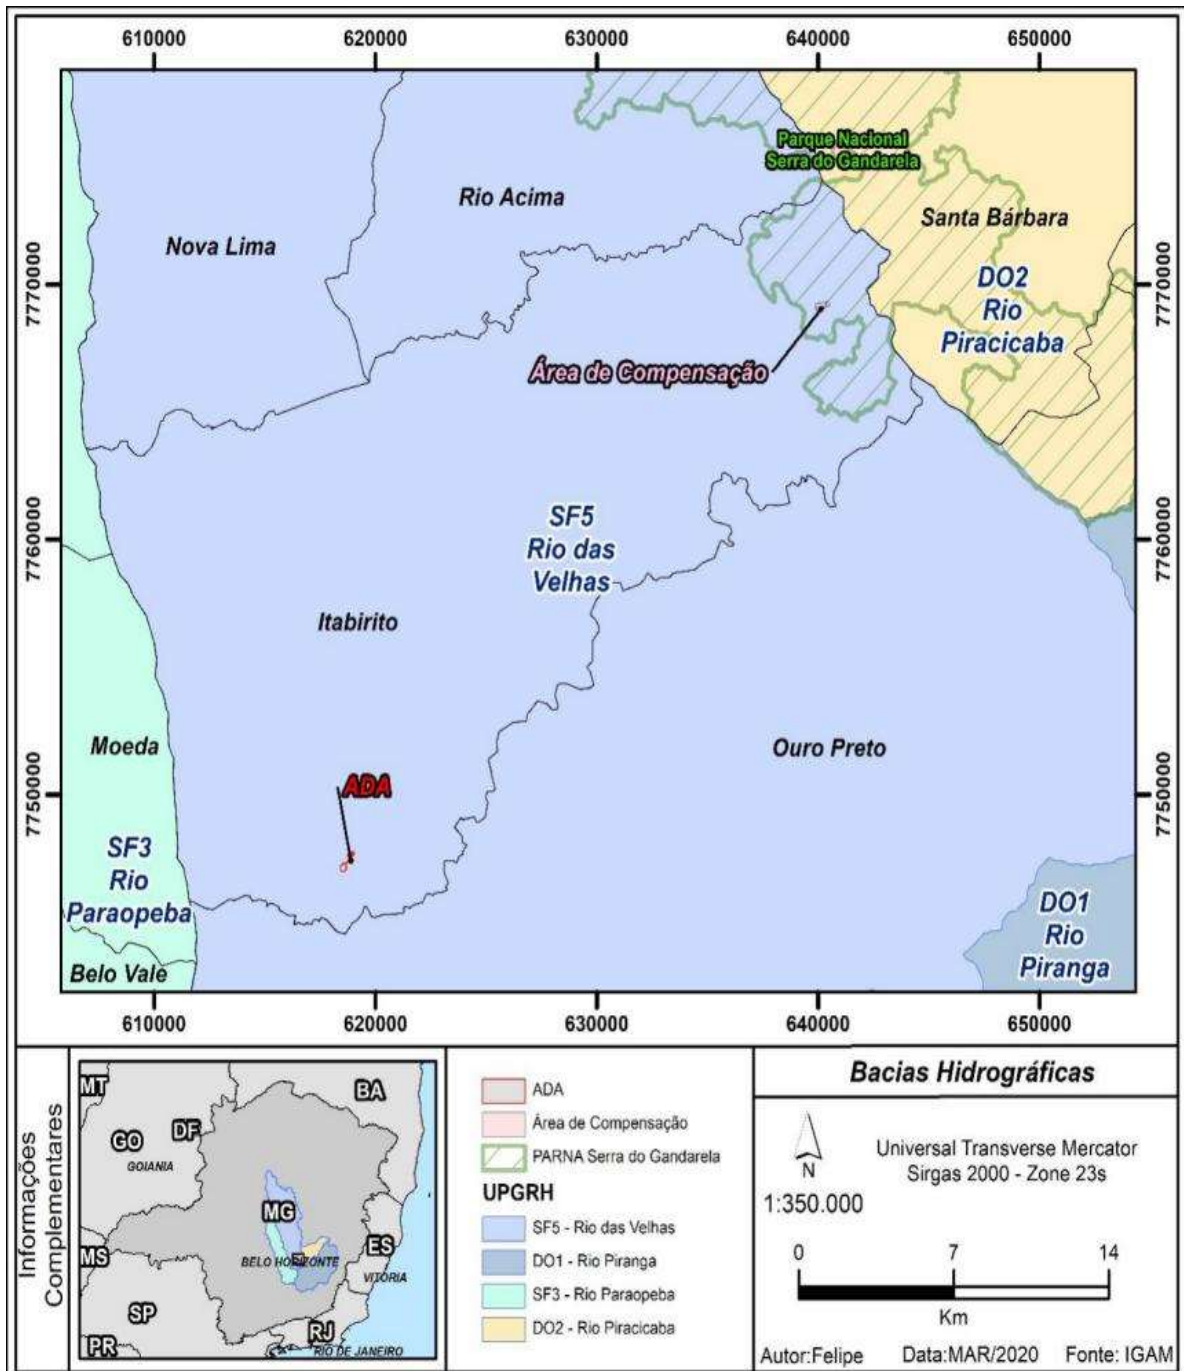 610000 620000 630000 640000 650000
Parque Nacional
Serra do Gandarela
Rio Acima
Santa Bárbara
Nova Lima
7770000
7770000
DO2
Rio
Piracicaba
Área de Compensação
SF5
Rio das
Velhas
7760000
7760000
Itabirito
Moeda
Ouro Preto
ADA
7750000
7750000
SF3
Rio
Paraopeba
DO1
Rio
Piranga
Belo Vale
610000 620000 630000 640000 650000
Informações
Complementares
MT
BA
GO
DF
GOIANIA
MG
MS
BELO HORIZONTE
ES
VITÓRIA
SP
RJ
PR
RIO DE JANEIRO
ADA
Área de Compensação
PARNA Serra do Gandarela
UPGRH
SF5 - Rio das Velhas
DO1 - Rio Piranga
SF3 - Rio Paraopeba
DO2 - Rio Piracicaba
Bacias Hidrográficas
N
1:350.000
Universal Transverse Mercator
Sirgas 2000 - Zone 23s
0 7 14
Km
Autor:Felipe Data:MAR/2020 Fonte: IGAM